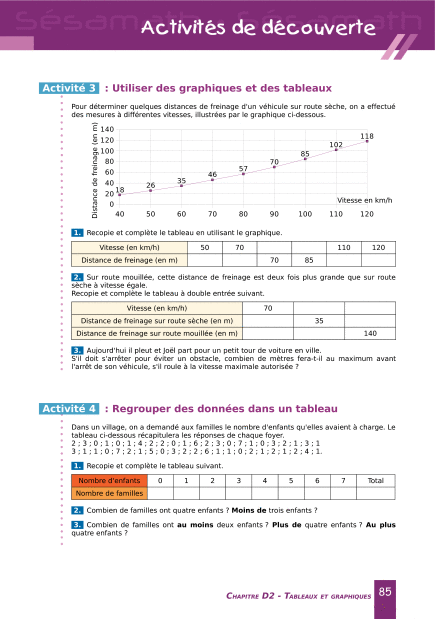 Sésamath Sésamath
Activités de découverte
Activité 3 : Utiliser des graphiques et des tableaux
Pour déterminer quelques distances de freinage d'un véhicule sur route sèche, on a effectué
des mesures à différentes vitesses, illustrées par le graphique ci-dessous.
Distance de freinage (en m)
140
120
100
80
60
40
20
0
18
26
35
46
57
70
85
102
118
Vitesse en km/h
40 50 60 70 80 90 100 110 120
1. Recopie et complète le tableau en utilisant le graphique.
Vitesse (en km/h) 50 70 110 120
Distance de freinage (en m) 70 85
2. Sur route mouillée, cette distance de freinage est deux fois plus grande que sur route
sèche à vitesse égale.
Recopie et complète le tableau à double entrée suivant.
Vitesse (en km/h) 70
Distance de freinage sur route sèche (en m) 35
Distance de freinage sur route mouillée (en m) 140
3. Aujourd'hui il pleut et Joël part pour un petit tour de voiture en ville.
S'il doit s'arrêter pour éviter un obstacle, combien de mètres fera-t-il au maximum avant
l'arrêt de son véhicule, s'il roule à la vitesse maximale autorisée ?
Activité 4 : Regrouper des données dans un tableau
Dans un village, on a demandé aux familles le nombre d'enfants qu'elles avaient à charge. Le
tableau ci-dessous récapitulera les réponses de chaque foyer.
2 ; 3 ; 0 ; 1 ; 0 ; 1 ; 4 ; 2 ; 2 ; 0 ; 1 ; 6 ; 2 ; 3 ; 0 ; 7 ; 1 ; 0 ; 3 ; 2 ; 1 ; 3 ; 1
3 ; 1 ; 1 ; 0 ; 7 ; 2 ; 1 ; 5 ; 0 ; 3 ; 2 ; 2 ; 6 ; 1 ; 1 ; 0 ; 2 ; 1 ; 2 ; 1 ; 2 ; 4 ; 1.
1. Recopie et complète le tableau suivant.
Nombre d'enfants 0 1 2 3 4 5 6 7 Total
Nombre de familles
2. Combien de familles ont quatre enfants ? Moins de trois enfants ?
3. Combien de familles ont au moins deux enfants ? Plus de quatre enfants ? Au plus
quatre enfants ?
CHAPITRE D2 - TABLEAUX ET GRAPHIQUES 85